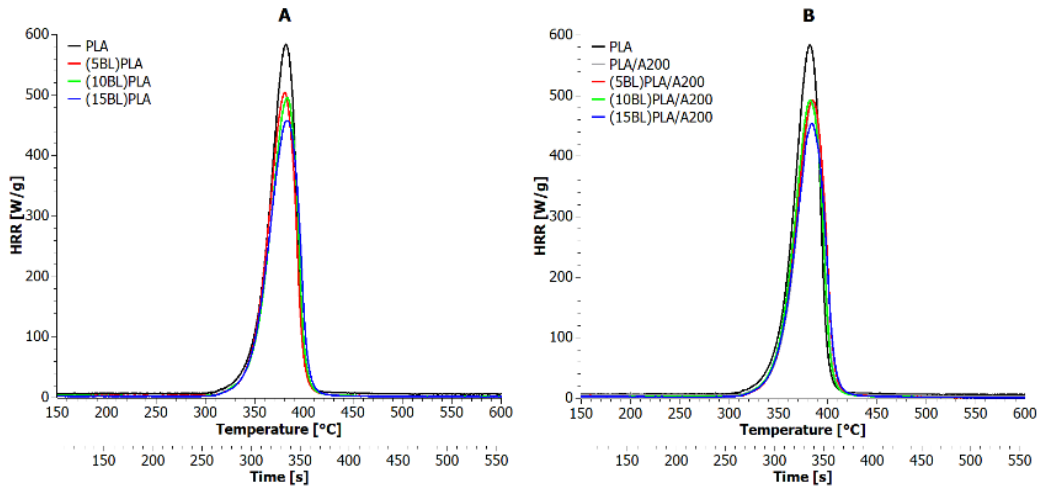 A
600
500
400
300
200
100
0
HRR [W/g]
PLA
(5BL)PLA
(10BL)PLA
(15BL)PLA
150 200 250 300 350 400 450 500 550 600
Temperature [°C]
150 200 250 300 350 400 450 500 550
Time [s]
B
600
500
400
300
200
100
0
HRR [W/g]
PLA
PLA/A200
(5BL)PLA/A200
(10BL)PLA/A200
(15BL)PLA/A200
150 200 250 300 350 400 450 500 550 600
Temperature [°C]
150 200 250 300 350 400 450 500 550
Time [s]